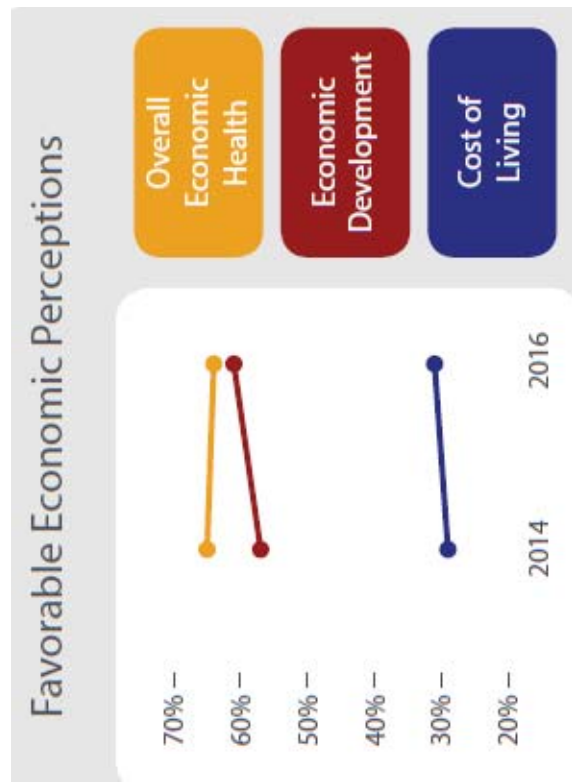 Favorable Economic Perceptions
70%
60%
50%
40%
30%
20%
2014
2016
Overall
Economic
Health
Economic
Development
Cost of
Living